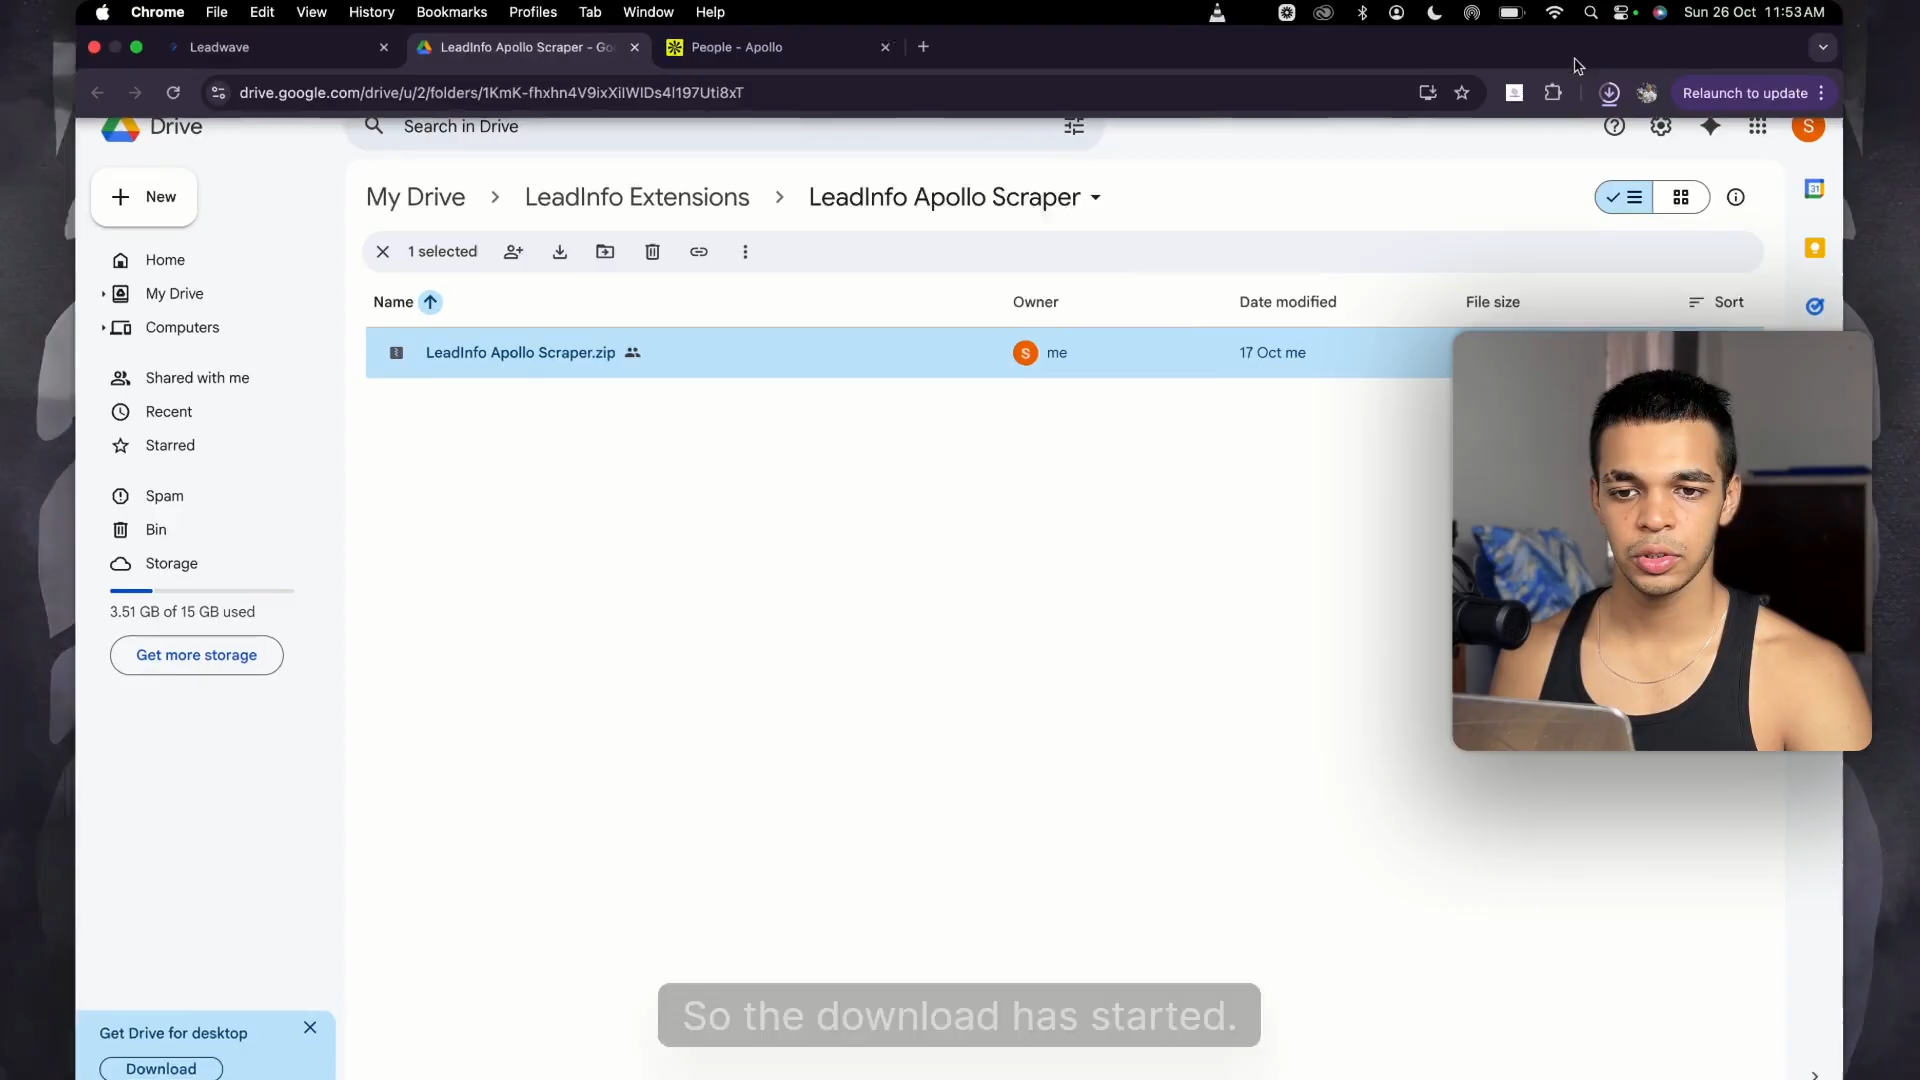 Chrome File Edit View History Bookmarks Profiles Tab Window Help
Sun 26 Oct 11:53 AM
Leadwave
LeadInfo Apollo Scraper - Go
People - Apollo
drive.google.com/drive/u/2/folders/1KmK-fhxhn4V9ixXilWIDs4I197Uti8xT
Relaunch to update
Drive
Search in Drive
S
New
My Drive > LeadInfo Extensions > LeadInfo Apollo Scraper
31
1 selected
Home
My Drive
Computers
Shared with me
Recent
Starred
Spam
Bin
Storage
3.51 GB of 15 GB used
Get more storage
Name Owner Date modified File size Sort
LeadInfo Apollo Scraper.zip S me 17 Oct me
Get Drive for desktop
Download
So the download has started.